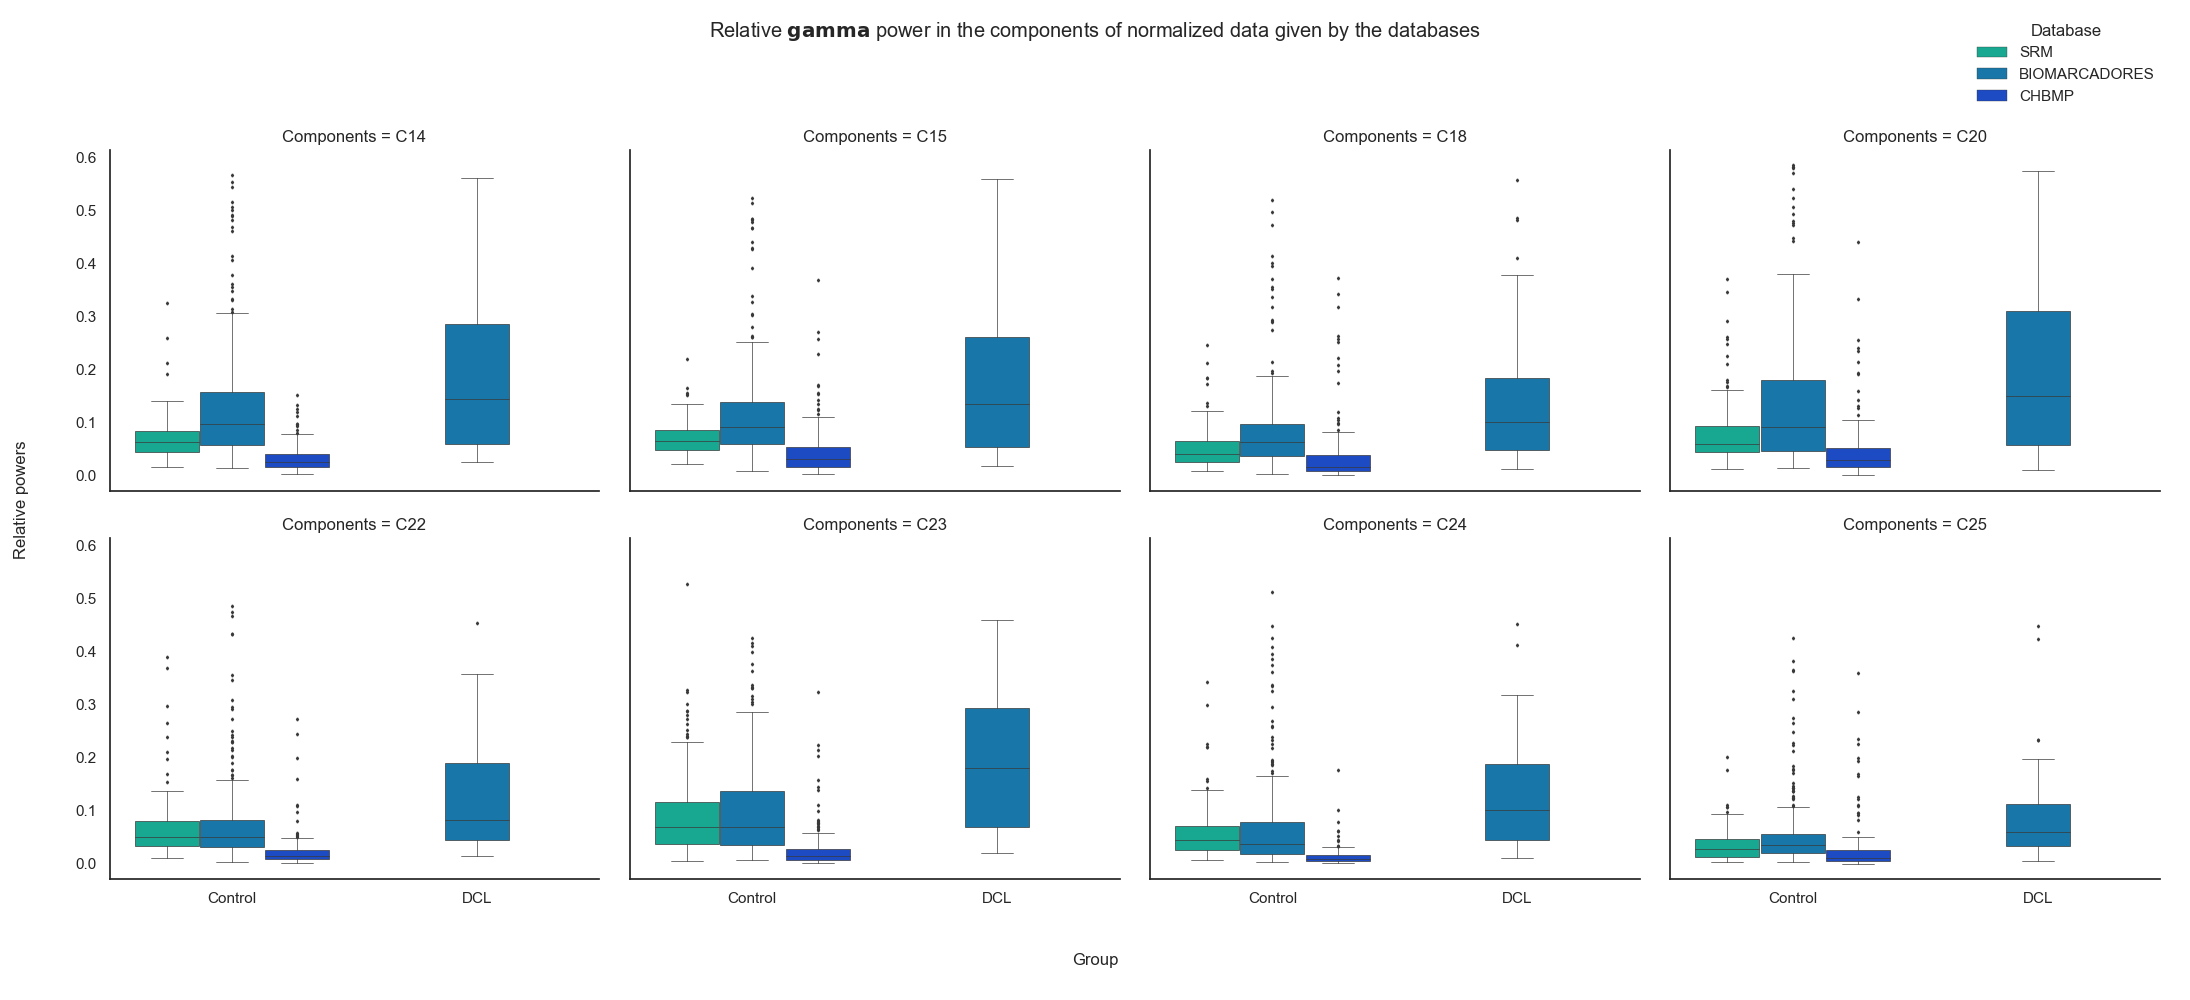 Relative gamma power in the components of normalized data given by the databases
Database
SRM
BIOMARCADORES
CHBMP
Components = C14
Components = C15
Components = C18
Components = C20
0.6
0.5
0.4
0.3
0.2
0.1
0.0
Relative powers
Components = C22
Components = C23
Components = C24
Components = C25
0.6
0.5
0.4
0.3
0.2
0.1
0.0
Control
DCL
Control
DCL
Control
DCL
Control
DCL
Group